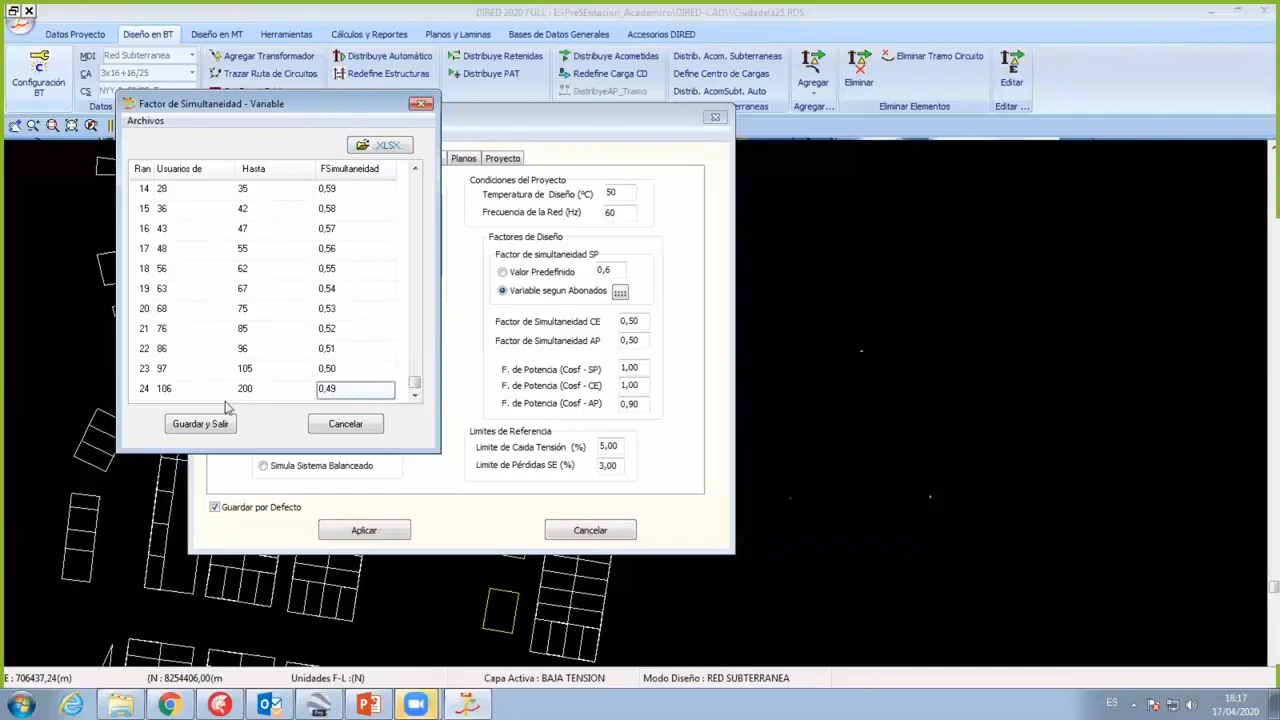 DIRED 2020 FULL : E:\PreSEntacion_Academico\DIRED-CAD\\Ciudadela25.RDS
Datos Proyecto
Diseño en BT
Diseño en MT
Herramientas
Cálculos y Reportes
Planos y Laminas
Bases de Datos Generales
Accesorios DIRED
Configuración
BT
MDI
Red Subterranea
CA
3x16+16/25
CS
Datos
Agregar Transformador
Trazar Ruta de Circuitos
Distribuye Automático
Redefine Estructuras
Distribuye Retenidas
Distribuye PAT
Distribuye Acometidas
Redefine Carga CD
DistribyeAP_Tramo
Distrib. Acom. Subterraneas
Define Centro de Cargas
Distrib. AcomSubt. Auto
Agregar
Agregar...
Eliminar
Eliminar Tramo Circuito
Eliminar Elementos
Editar
Editar ...
Factor de Simultaneidad - Variable
Archivos
XLSX..
Ran Usuarios de Hasta FSimultaneidad
14 28 35 0,59
15 36 42 0,58
16 43 47 0,57
17 48 55 0,56
18 56 62 0,55
19 63 67 0,54
20 68 75 0,53
21 76 85 0,52
22 86 96 0,51
23 97 105 0,50
24 106 200 0,49
Guardar y Salir
Cancelar
Planos
Proyecto
Condiciones del Proyecto
Temperatura de Diseño (°C) 50
Frecuencia de la Red (Hz) 60
Factores de Diseño
Factor de simultaneidad SP
Valor Predefinido 0,6
Variable segun Abonados
Factor de Simultaneidad CE 0,50
Factor de Simultaneidad AP 0,50
F. de Potencia (Cosf - SP) 1,00
F. de Potencia (Cosf - CE) 1,00
F. de Potencia (Cosf - AP) 0,90
Limites de Referencia
Limite de Caida Tensión (%) 5,00
Limite de Pérdidas SE (%) 3,00
Simula Sistema Balanceado
Guardar por Defecto
Aplicar
Cancelar
E : 706437,24(m)
(N : 8254406,00(m
Unidades F-L :(N)
Capa Activa : BAJA TENSION
Modo Diseño : RED SUBTERRANEA
ES
18:17
17/04/2020